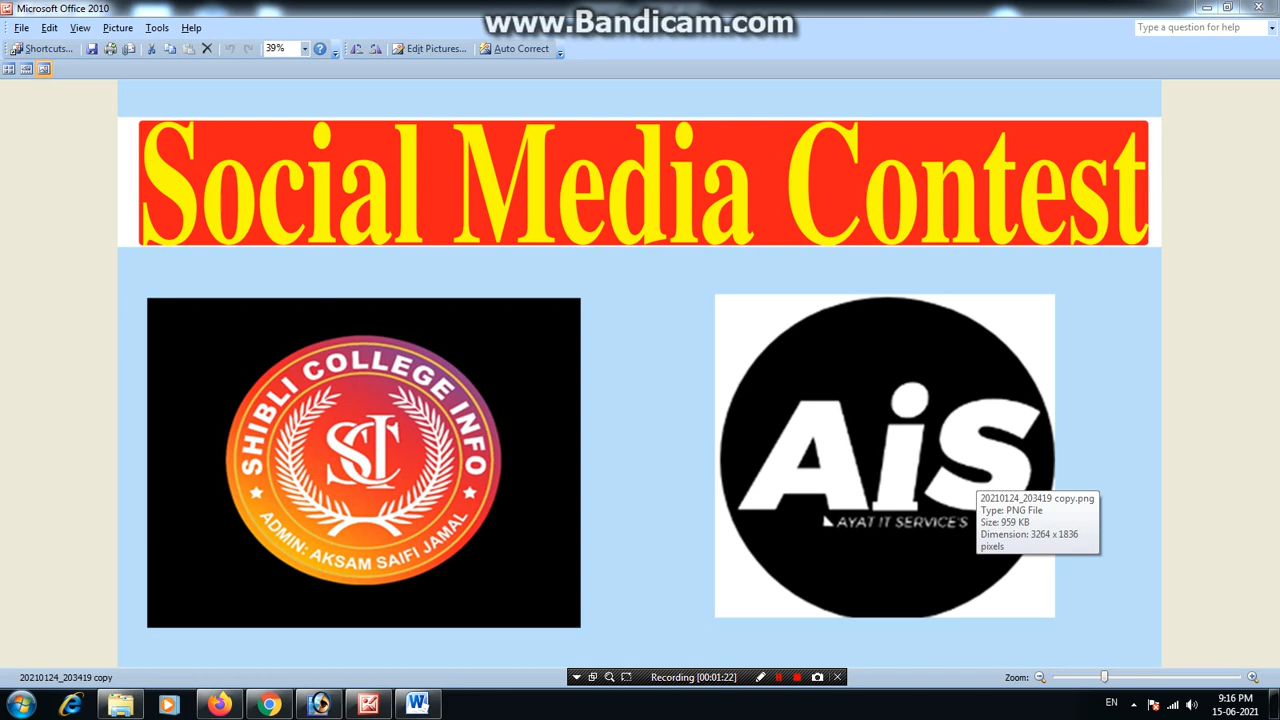 Microsoft Office 2010
www.Bandicam.com
File Edit View Picture Tools Help
Type a question for help
Shortcuts...
39%
Edit Pictures...
Auto Correct
Social Media Contest
SHIBLI COLLEGE INFO
SCI
ADMIN: AKSAM SAIFI JAMAL
AiS
AYAT IT SERVICE'S
20210124_203419 copy.png
Type: PNG File
Size: 959 KB
Dimension: 3264 x 1836
pixels
20210124_203419 copy
Recording [00:01:22]
Zoom:
EN
9:16 PM
15-06-2021